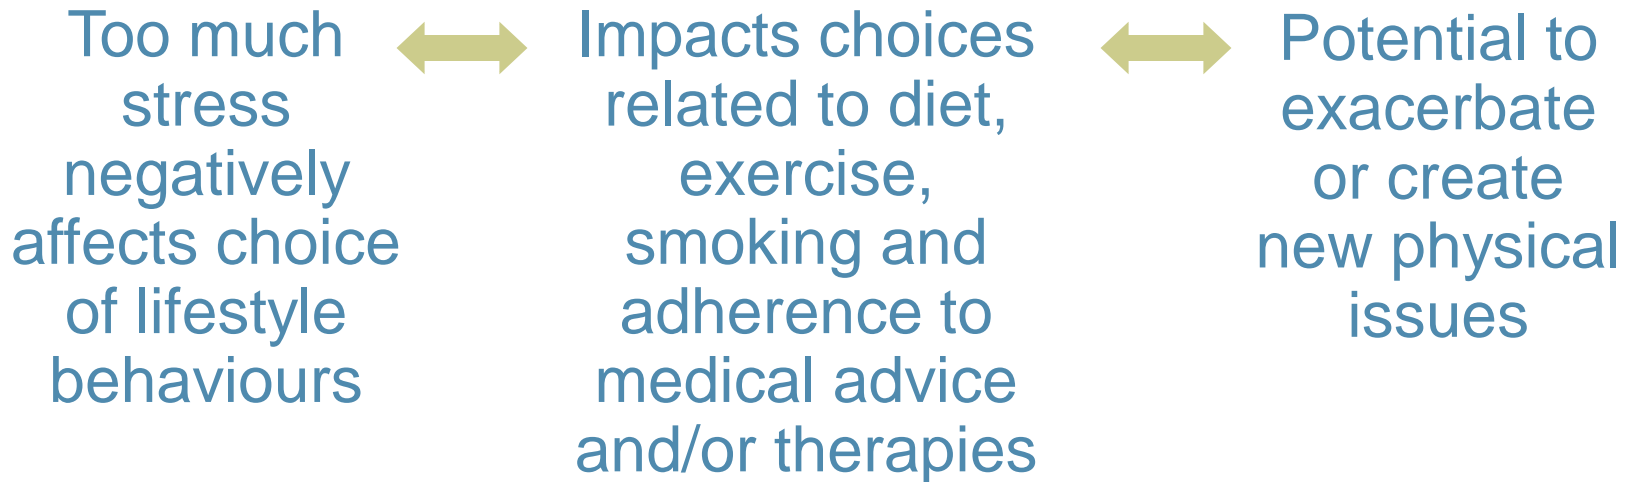 Too much
stress
negatively
affects choice
of lifestyle
behaviours
Impacts choices
related to diet,
exercise,
smoking and
adherence to
medical advice
and/or therapies
Potential to
exacerbate
or create
new physical
issues